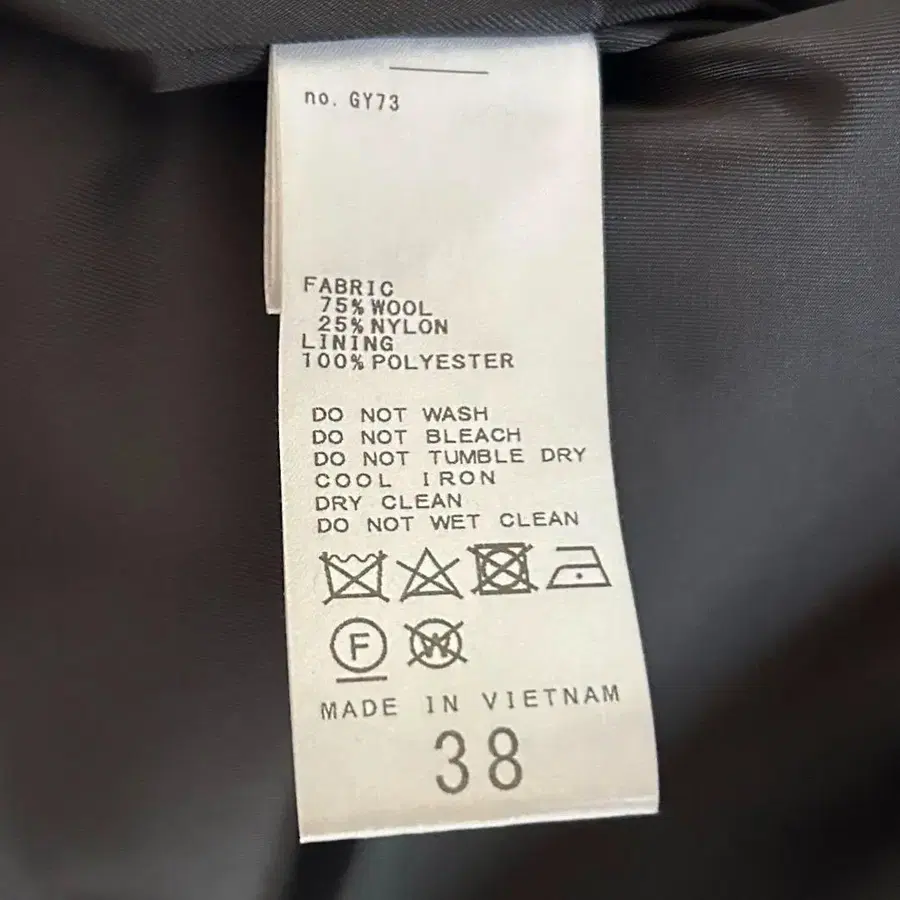 no. GY73
FABRIC
75% WOOL
25% NYLON
LINING
100% POLYESTER
DO NOT WASH
DO NOT BLEACH
DO NOT TUMBLE DRY
COOL IRON
DRY CLEAN
DO NOT WET CLEAN
F W
MADE IN VIETNAM
38